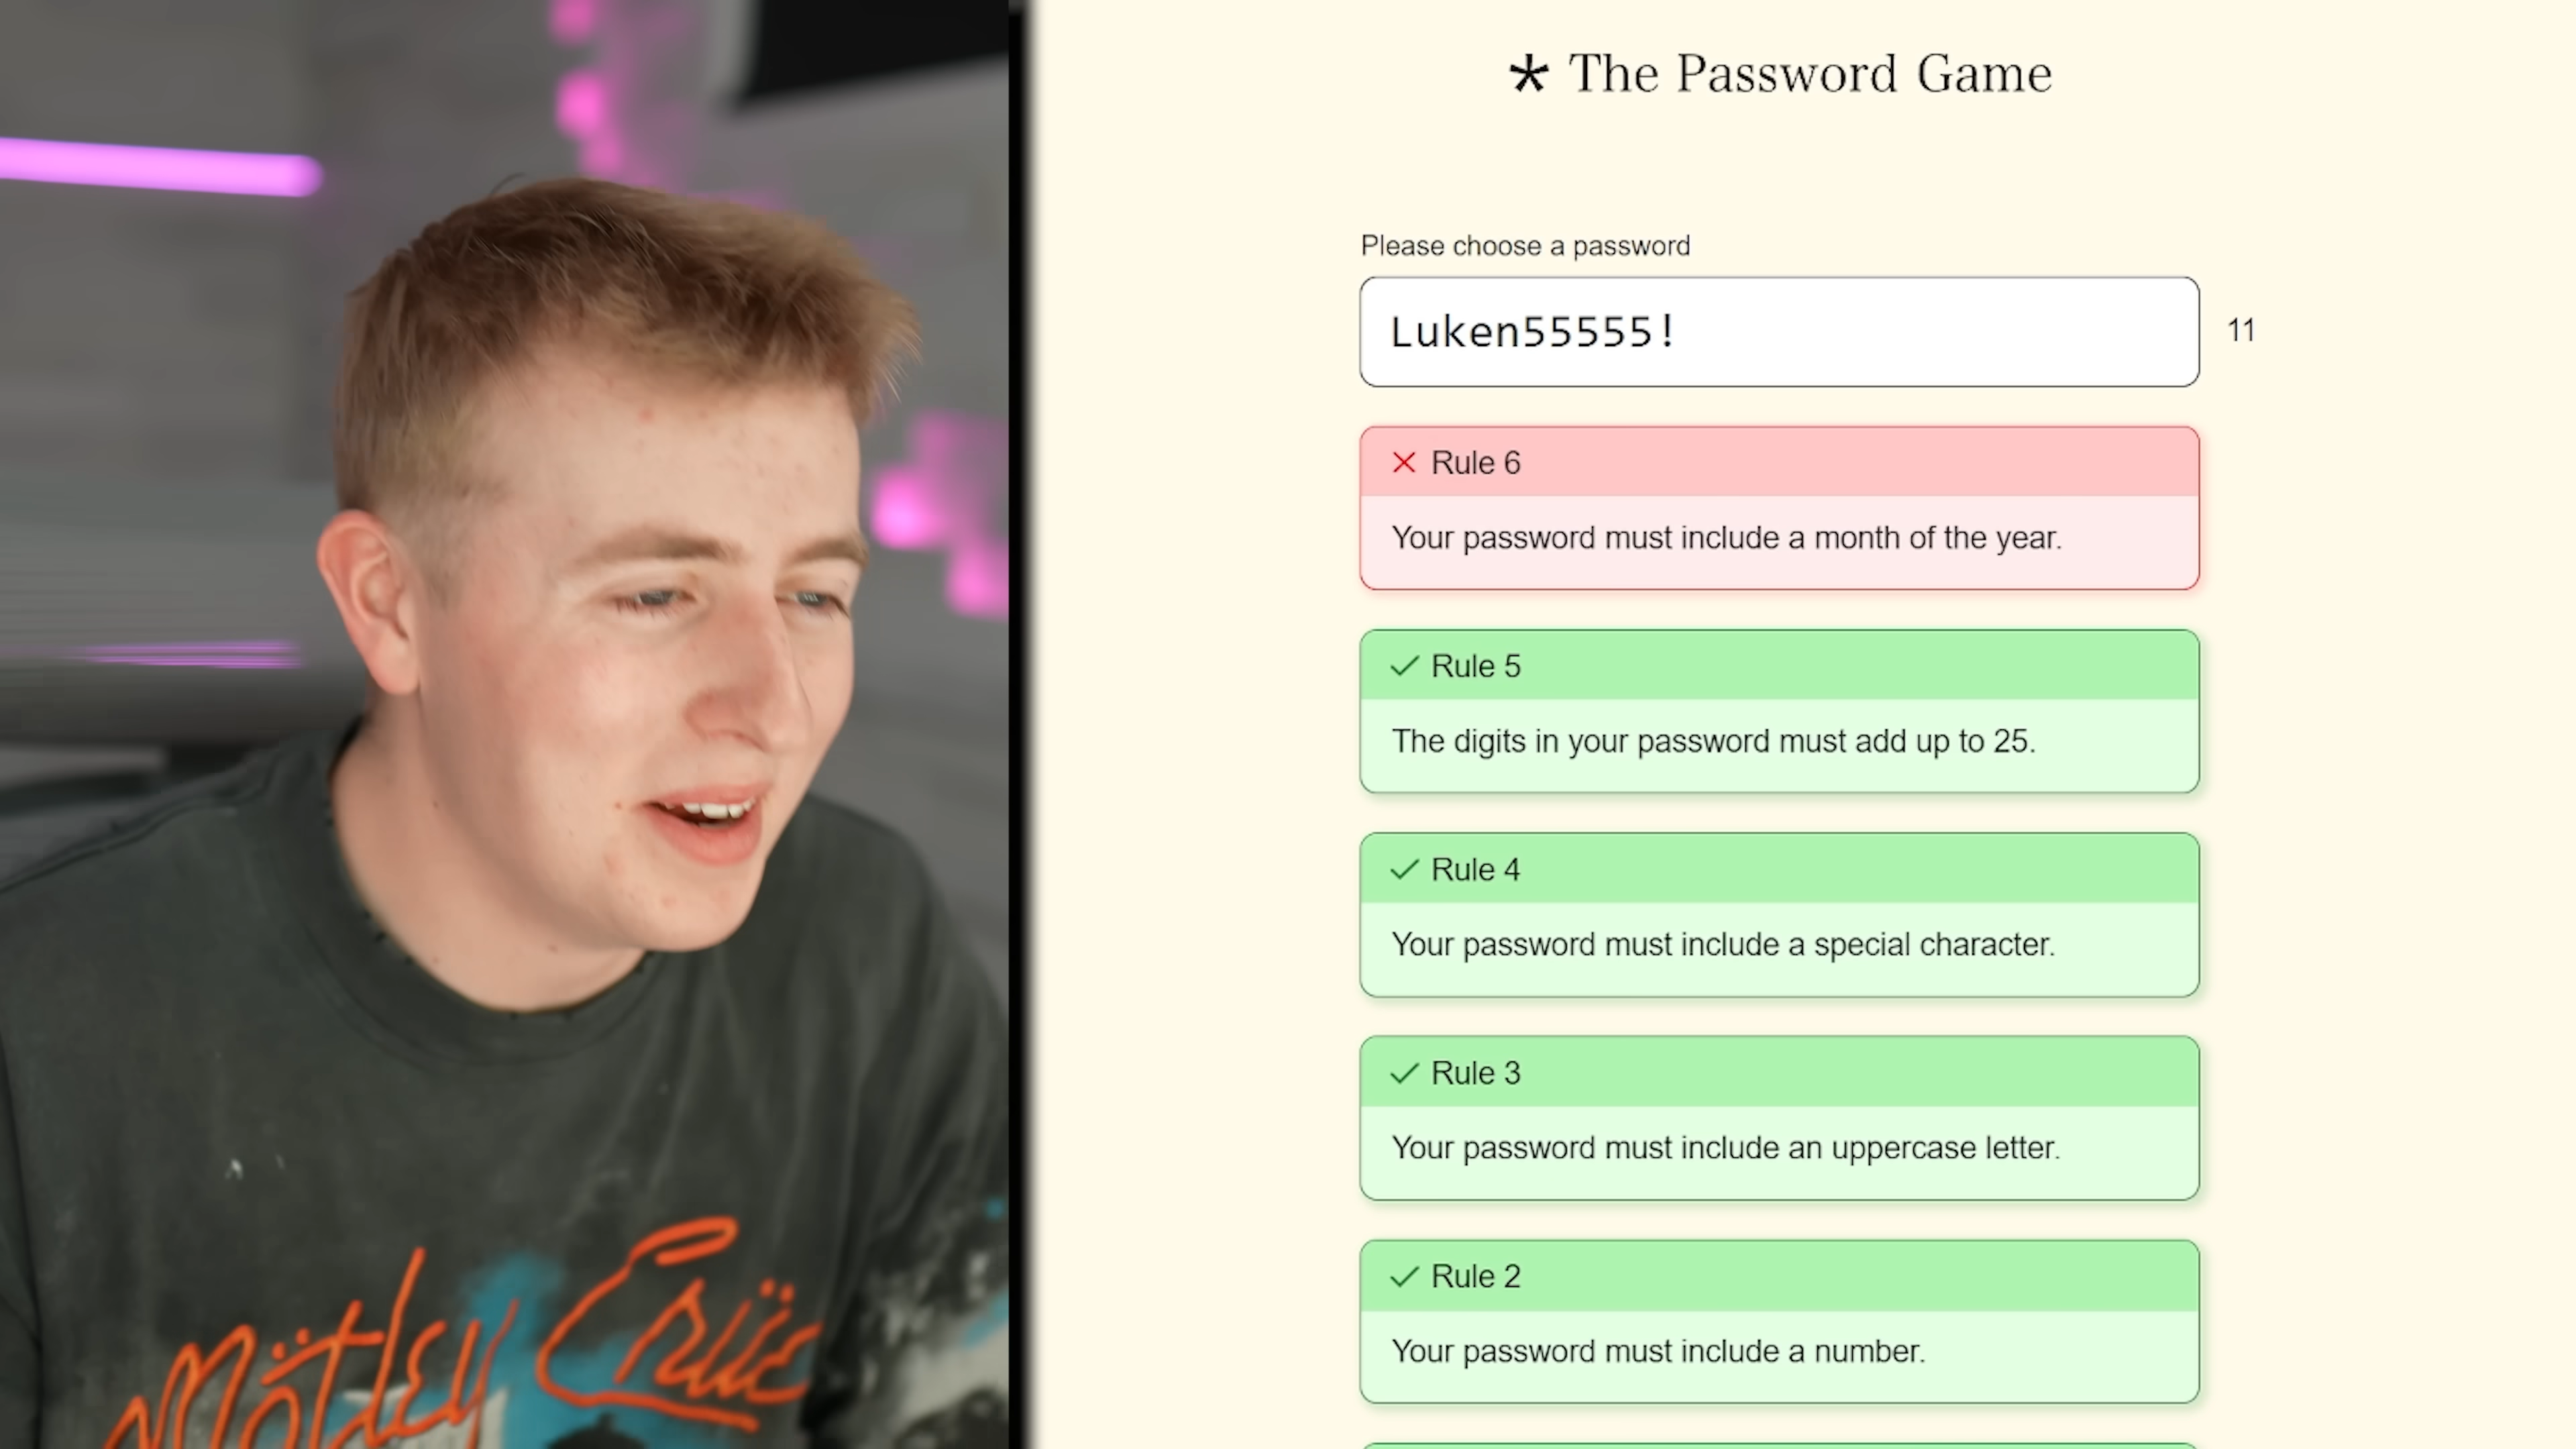 * The Password Game
Please choose a password
Luken55555!
11
Rule 6
Your password must include a month of the year.
Rule 5
The digits in your password must add up to 25.
Rule 4
Your password must include a special character.
Rule 3
Your password must include an uppercase letter.
Rule 2
Your password must include a number.
Mötley Crüe